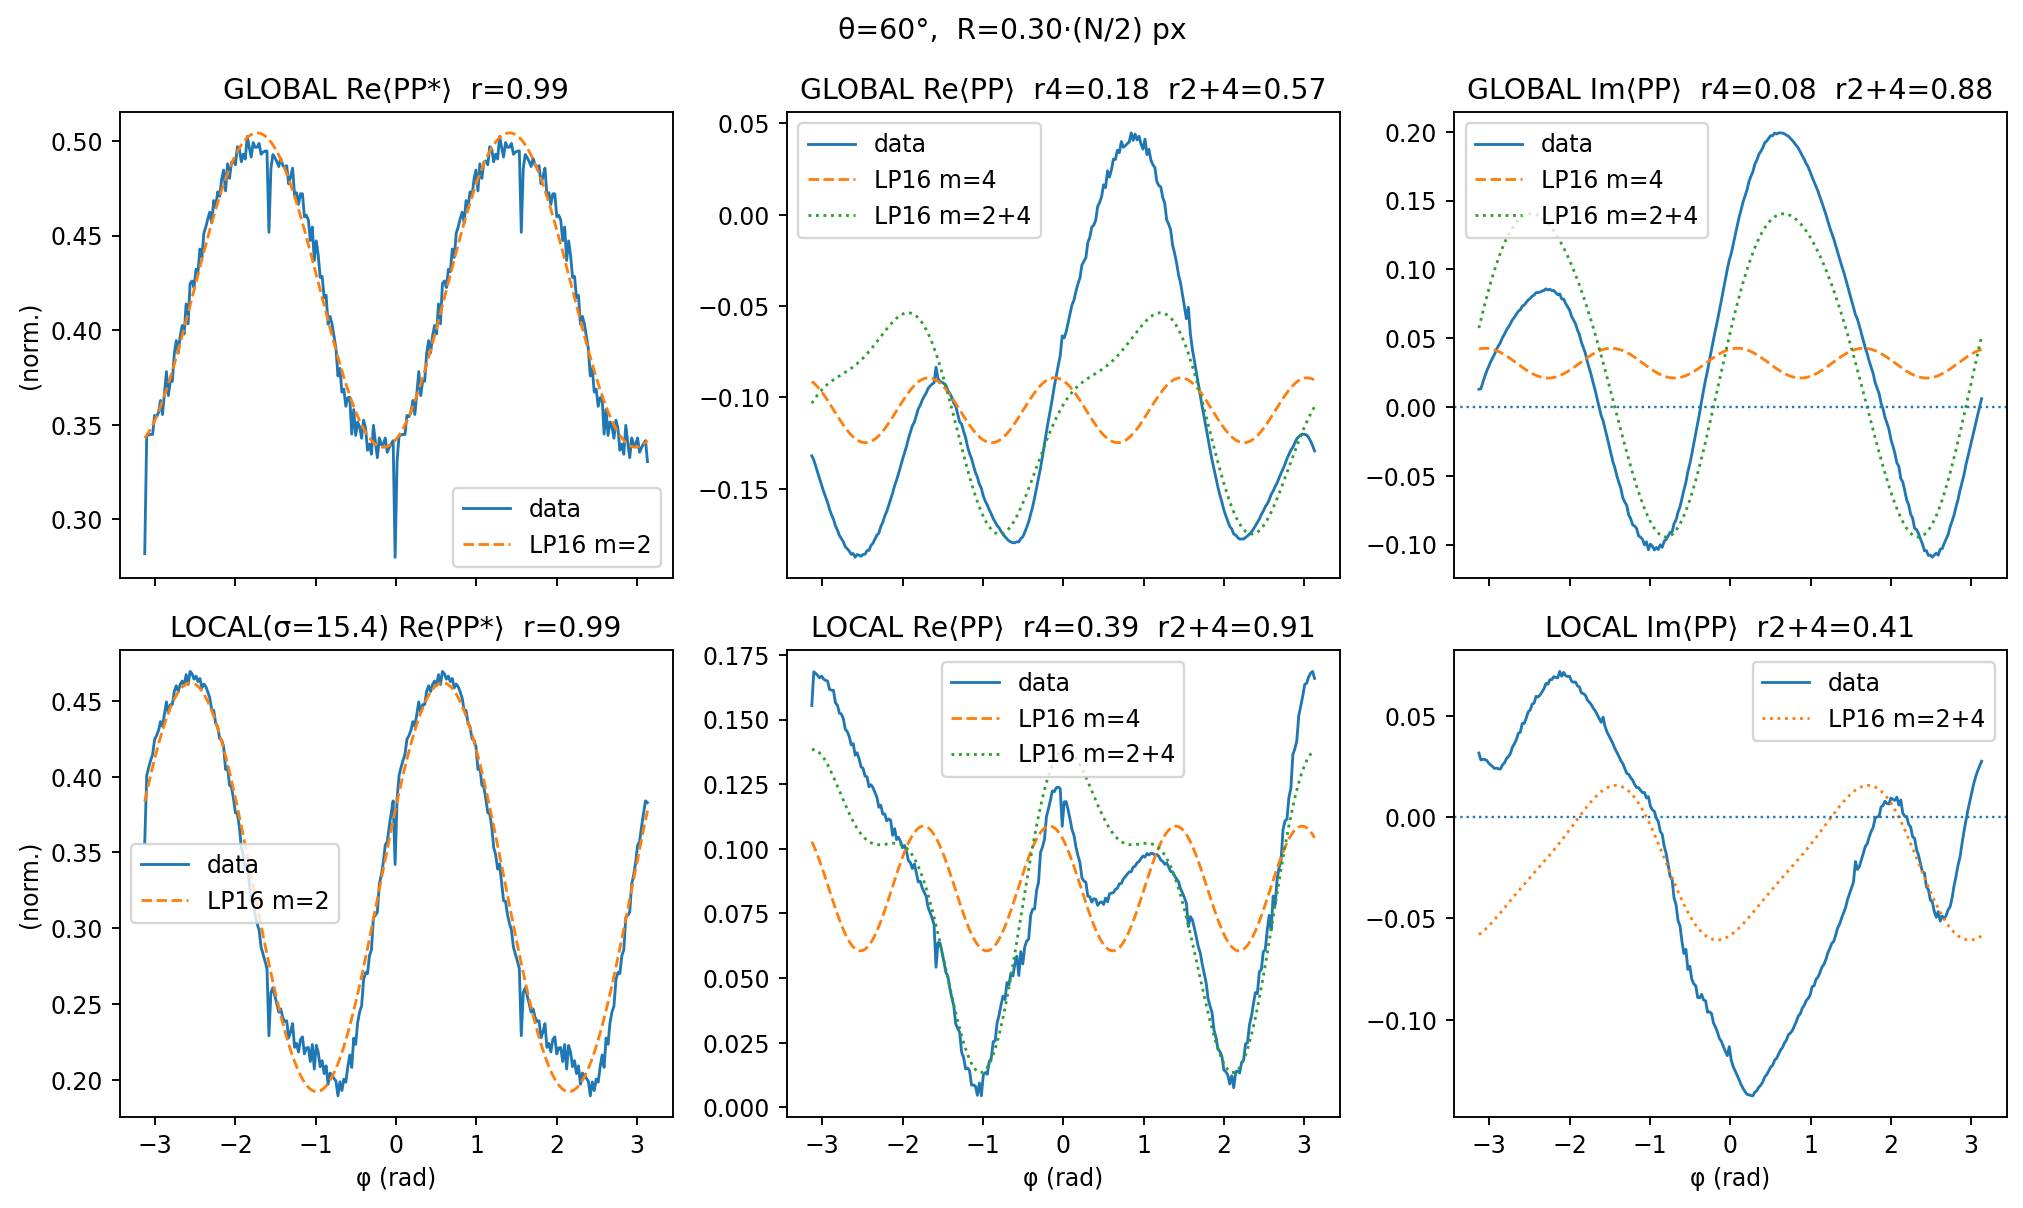 θ=60°,  R=0.30·(N/2) px
GLOBAL Re⟨PP*⟩  r=0.99
(norm.)
0.50
0.45
0.40
0.35
0.30
data
LP16 m=2
GLOBAL Re⟨PP⟩  r4=0.18  r2+4=0.57
0.05
0.00
−0.05
−0.10
−0.15
data
LP16 m=4
LP16 m=2+4
GLOBAL Im⟨PP⟩  r4=0.08  r2+4=0.88
0.20
0.15
0.10
0.05
0.00
−0.05
−0.10
data
LP16 m=4
LP16 m=2+4
LOCAL(σ=15.4) Re⟨PP*⟩  r=0.99
(norm.)
0.45
0.40
0.35
0.30
0.25
0.20
data
LP16 m=2
−3 −2 −1 0 1 2 3
φ (rad)
LOCAL Re⟨PP⟩  r4=0.39  r2+4=0.91
0.175
0.150
0.125
0.100
0.075
0.050
0.025
0.000
data
LP16 m=4
LP16 m=2+4
−3 −2 −1 0 1 2 3
φ (rad)
LOCAL Im⟨PP⟩  r2+4=0.41
0.05
0.00
−0.05
−0.10
data
LP16 m=2+4
−3 −2 −1 0 1 2 3
φ (rad)